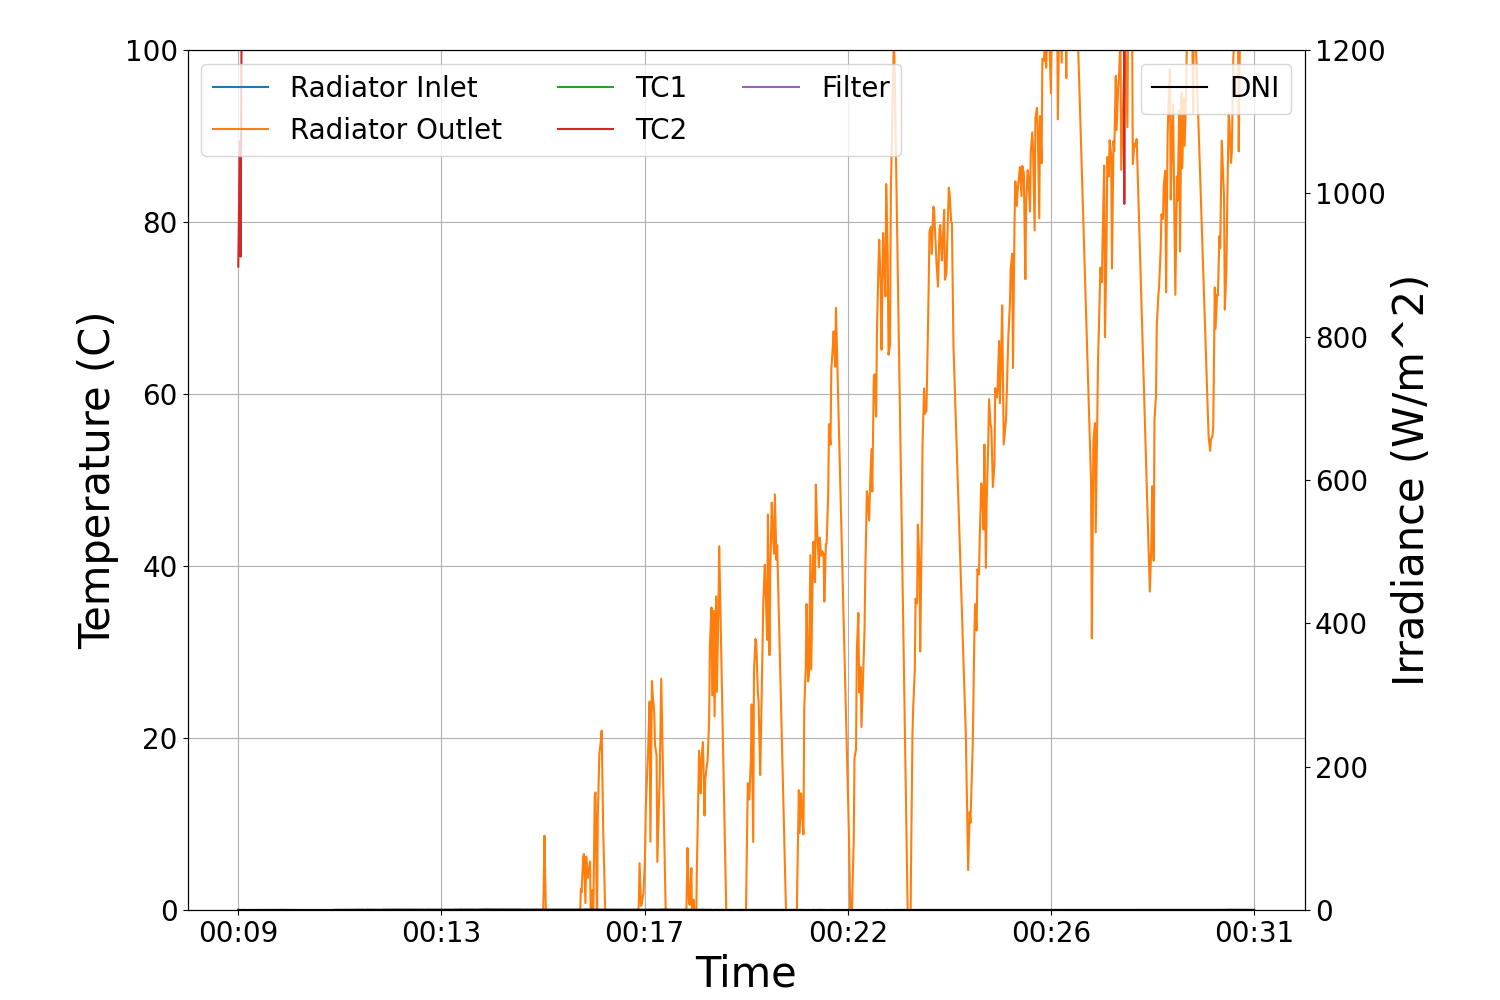 100
80
60
40
20
0
Temperature (C)
Radiator Inlet
Radiator Outlet
TC1
TC2
Filter
DNI
1200
1000
800
600
400
200
0
Irradiance (W/m^2)
00:09
00:13
00:17
00:22
00:26
00:31
Time